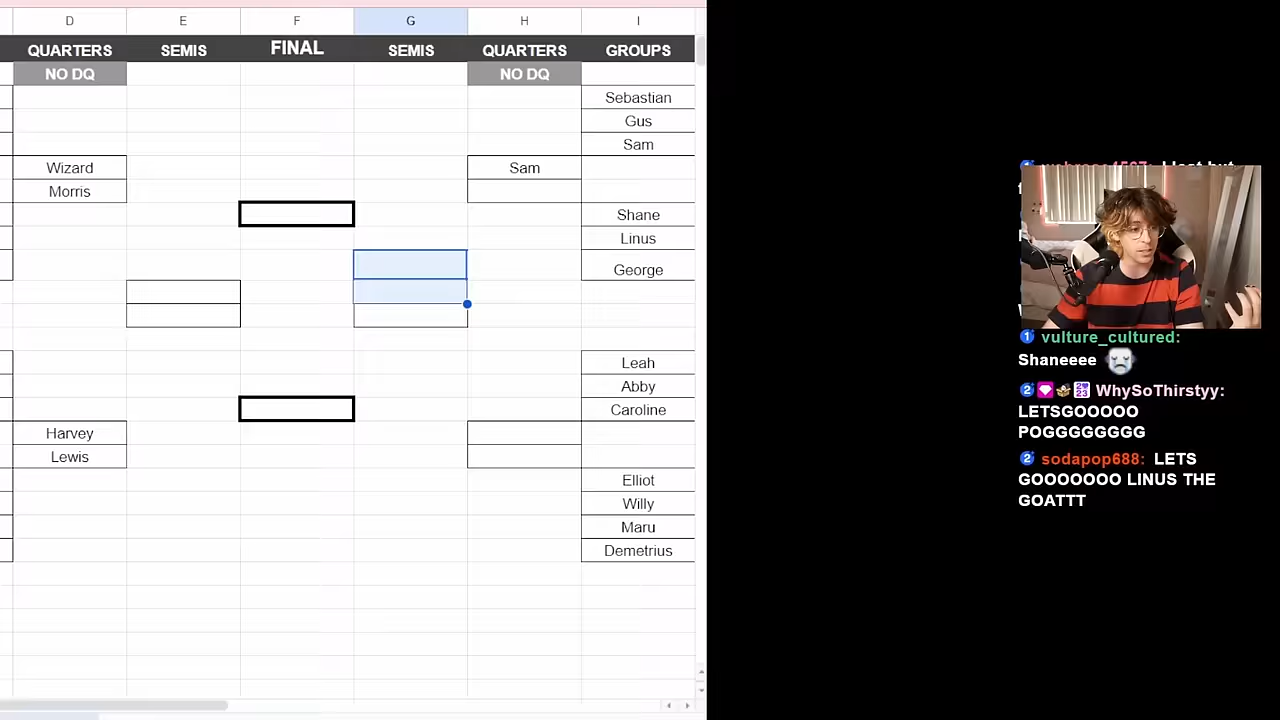 D E F G H I
QUARTERS SEMIS FINAL SEMIS QUARTERS GROUPS
NO DQ NO DQ
Sebastian
Gus
Sam
Wizard Sam
Morris
Shane
Linus
George
Leah
Abby
Caroline
Harvey
Lewis
Elliot
Willy
Maru
Demetrius
vulture_cultured:
Shaneeee
WhySoThirstyy:
LETSGOOOOO
POGGGGGGGG
sodapop688: LETS
GOOOOOOO LINUS THE
GOATTT